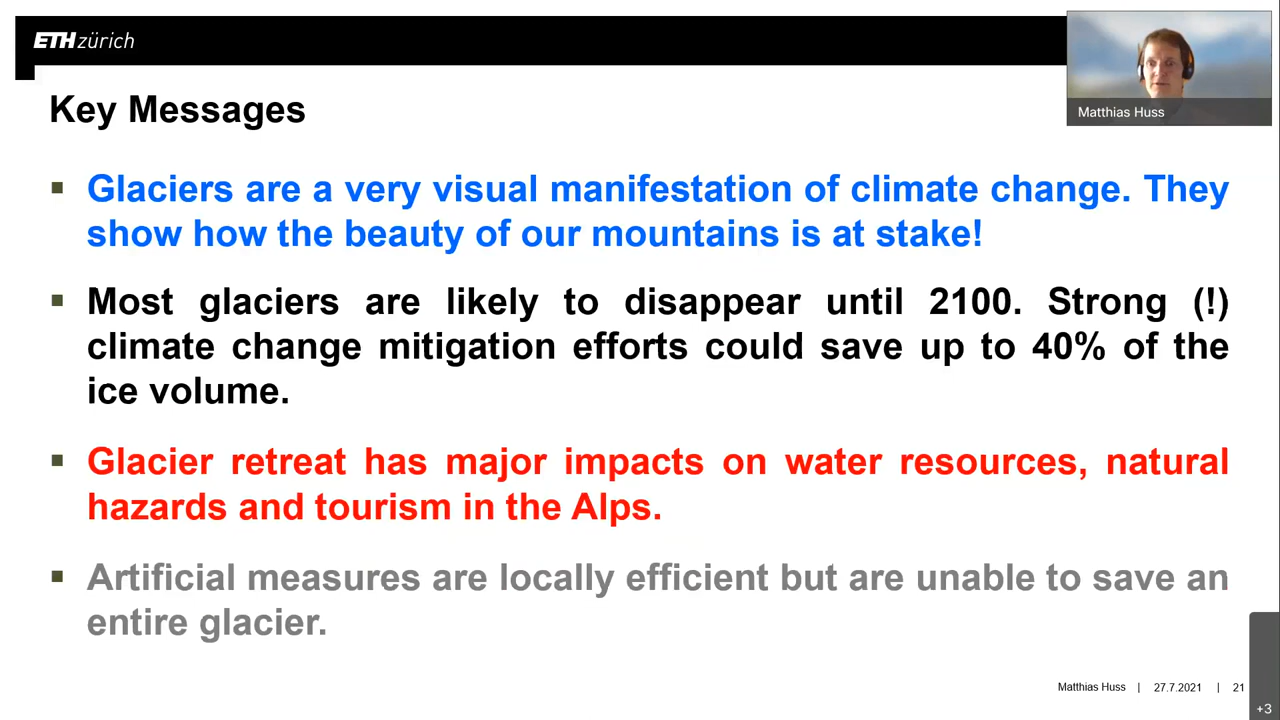 ETH zürich
Matthias Huss
Key Messages
▪ Glaciers are a very visual manifestation of climate change. They
show how the beauty of our mountains is at stake!
▪ Most glaciers are likely to disappear until 2100. Strong (!)
climate change mitigation efforts could save up to 40% of the
ice volume.
▪ Glacier retreat has major impacts on water resources, natural
hazards and tourism in the Alps.
▪ Artificial measures are locally efficient but are unable to save an
entire glacier.
Matthias Huss | 27.7.2021 | 21
+3